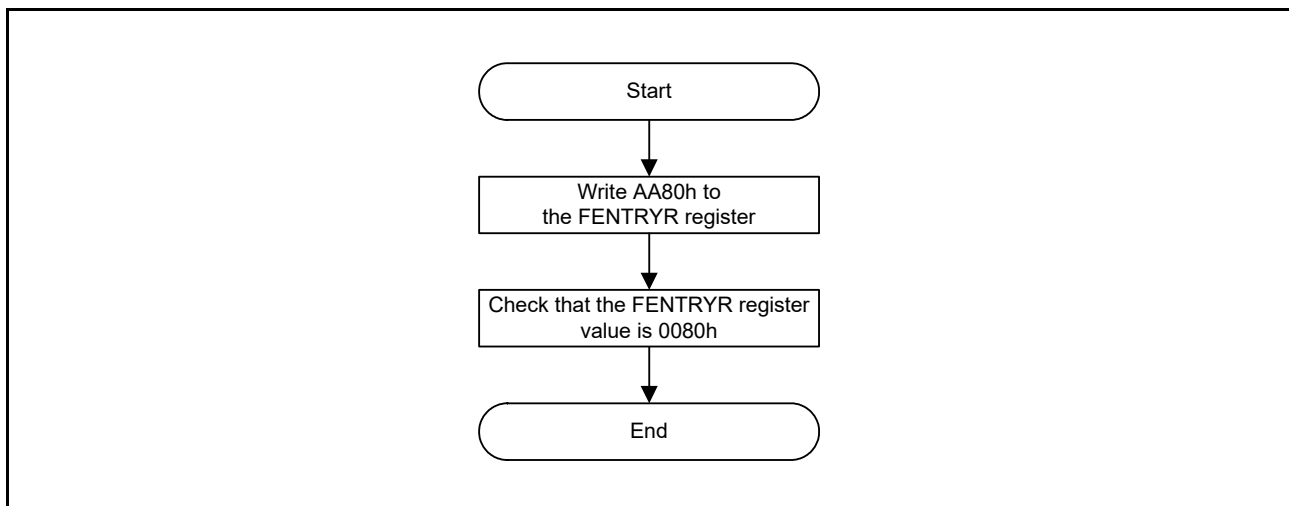 Start
Write AA80h to
the FENTRYR register
Check that the FENTRYR register
value is 0080h
End